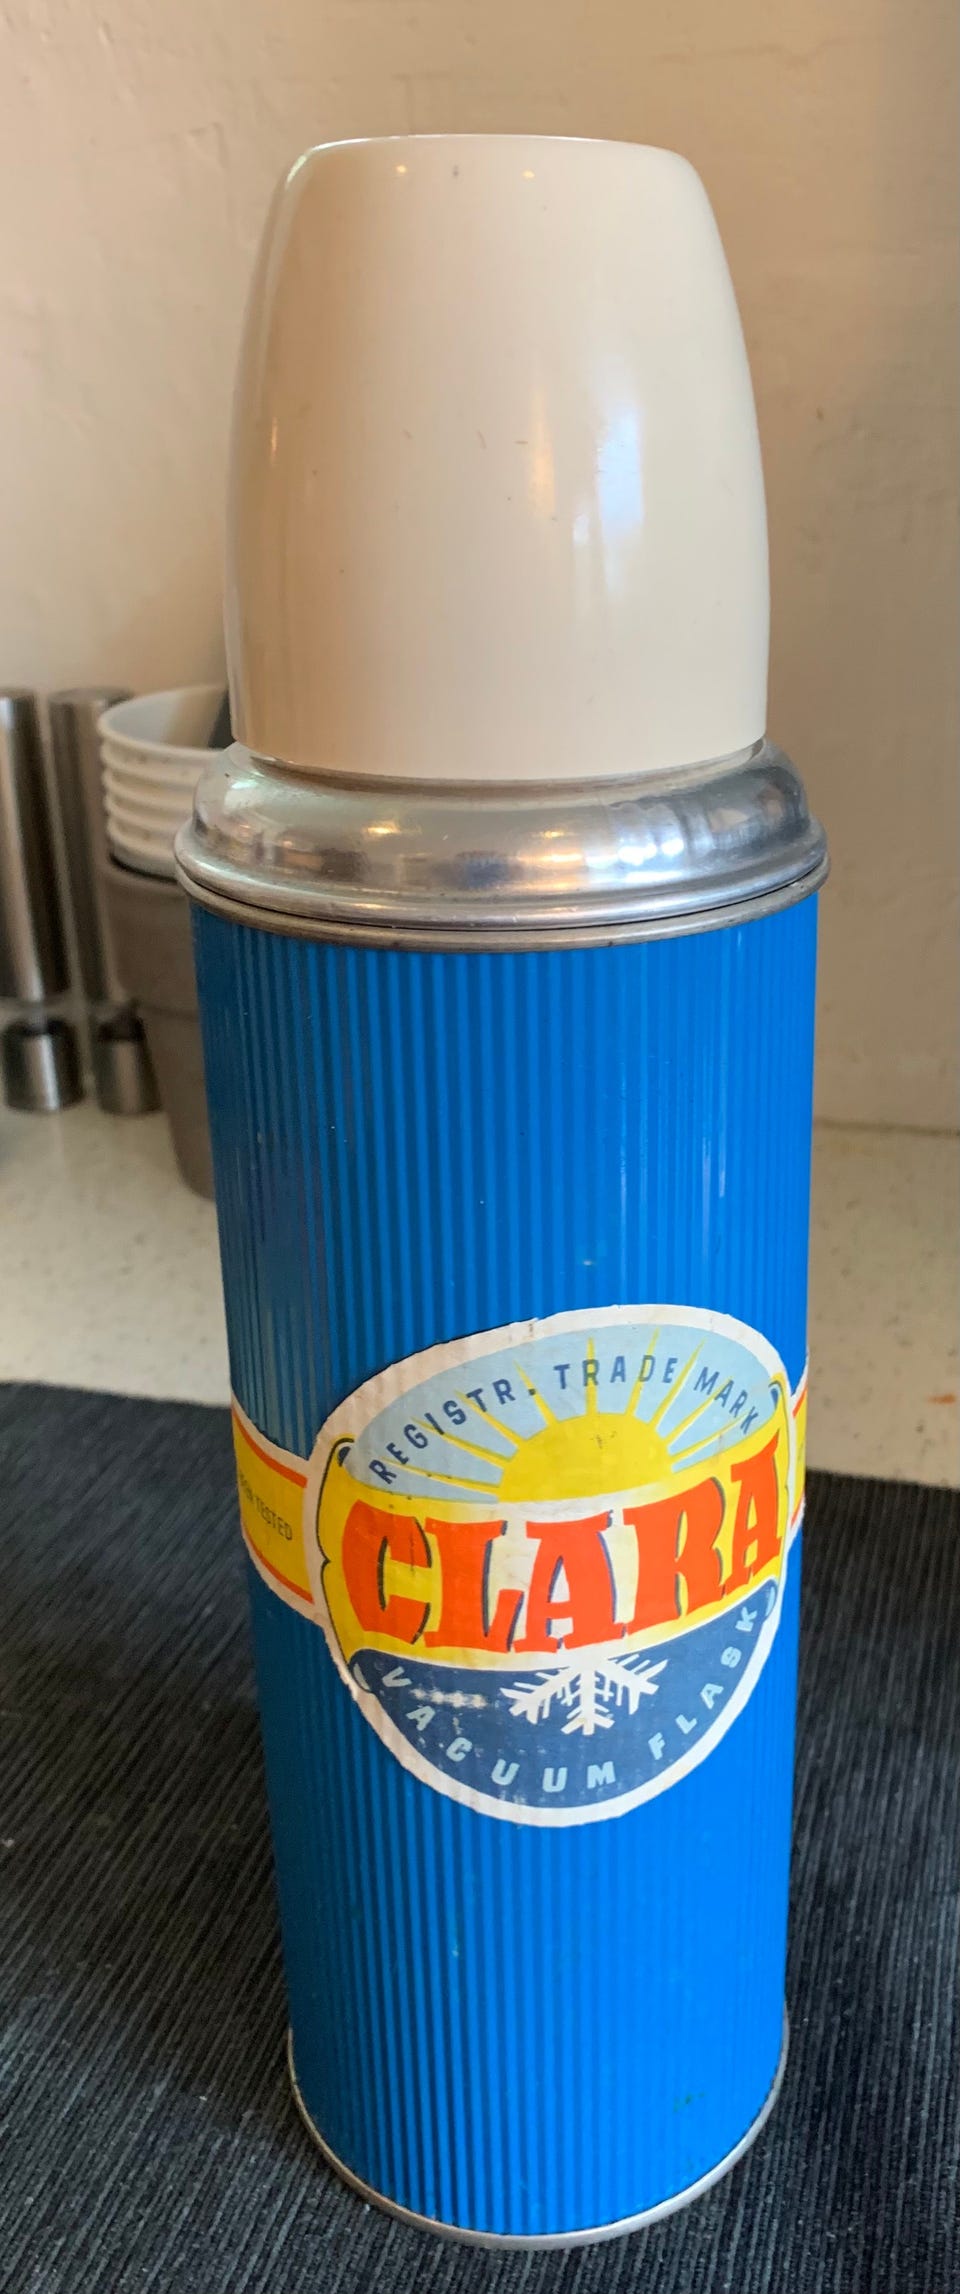 REGISTR. TRADE MARK
CLARA
VACUUM FLASK
TESTED